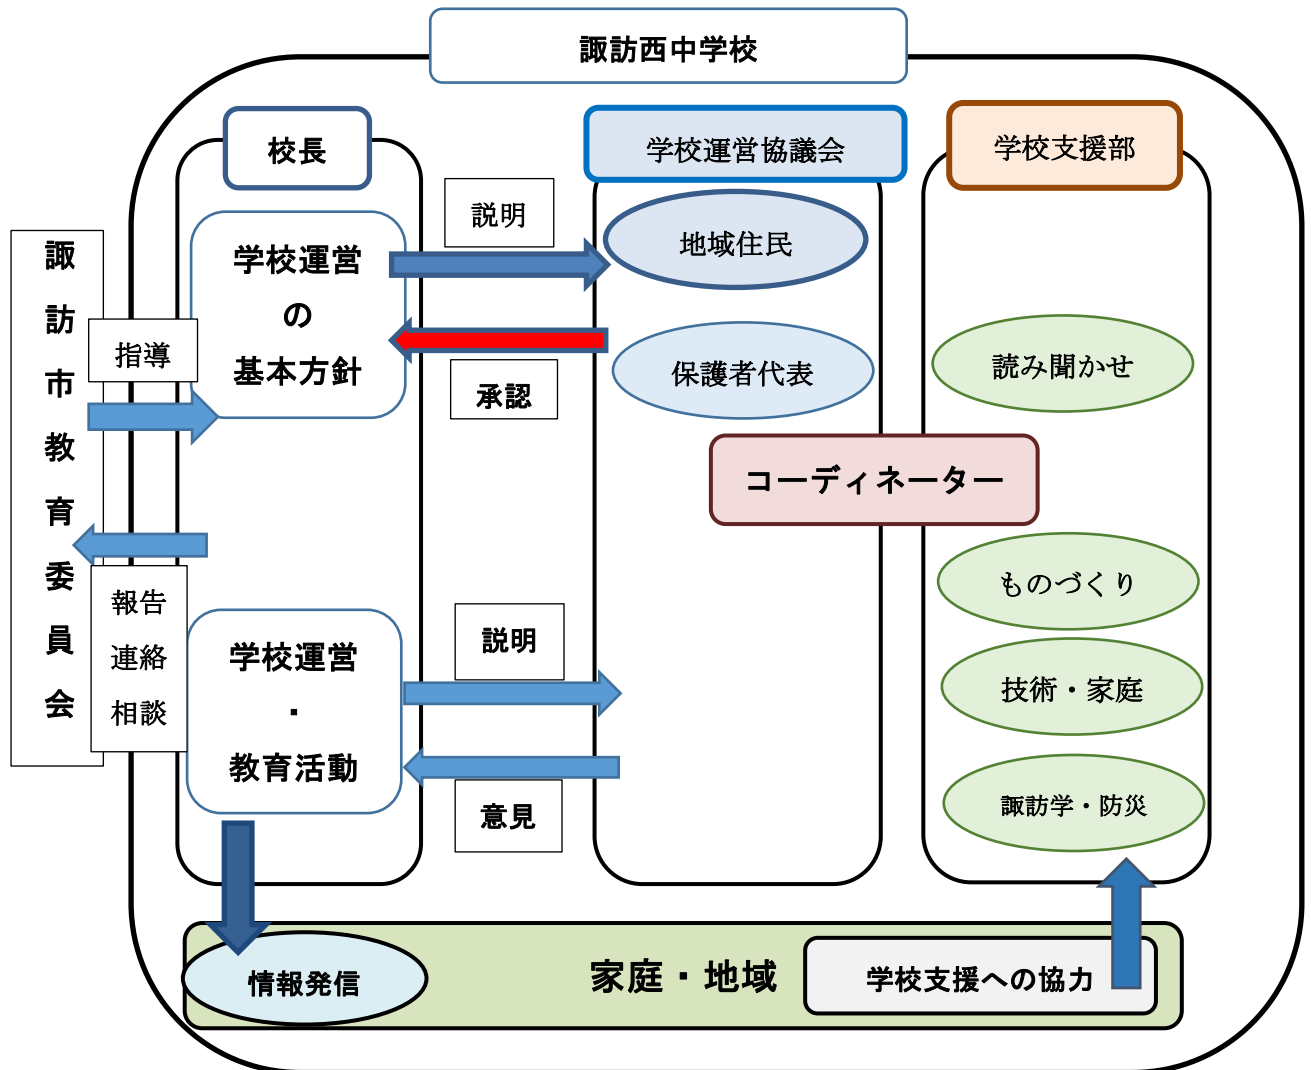 諏訪西中学校
校長
学校運営協議会
学校支援部
諏訪市教育委員会
指導
報告
連絡
相談
学校運営
の
基本方針
説明
承認
地域住民
保護者代表
コーディネーター
読み聞かせ
ものづくり
技術・家庭
諏訪学・防災
学校運営
・
教育活動
説明
意見
情報発信
家庭・地域
学校支援への協力